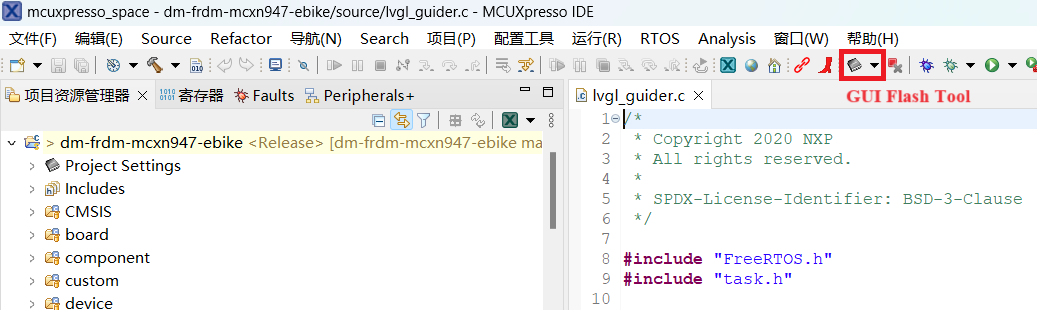 mcuxpresso_space - dm-frdm-mcxn947-ebike/source/lvgl_guider.c - MCUXpresso IDE
文件(F) 编辑(E) Source Refactor 导航(N) Search 项目(P) 配置工具 运行(R) RTOS Analysis 窗口(W) 帮助(H)
010
GUI Flash Tool
项目资源管理器 寄存器 Faults Peripherals+
lvgl_guider.c
> dm-frdm-mcxn947-ebike <Release> [dm-frdm-mcxn947-ebike ma
Project Settings
Includes
CMSIS
board
component
custom
device
1 /*
2 * Copyright 2020 NXP
3 * All rights reserved.
4 *
5 * SPDX-License-Identifier: BSD-3-Clause
6 */
7
8 #include "FreeRTOS.h"
9 #include "task.h"
10